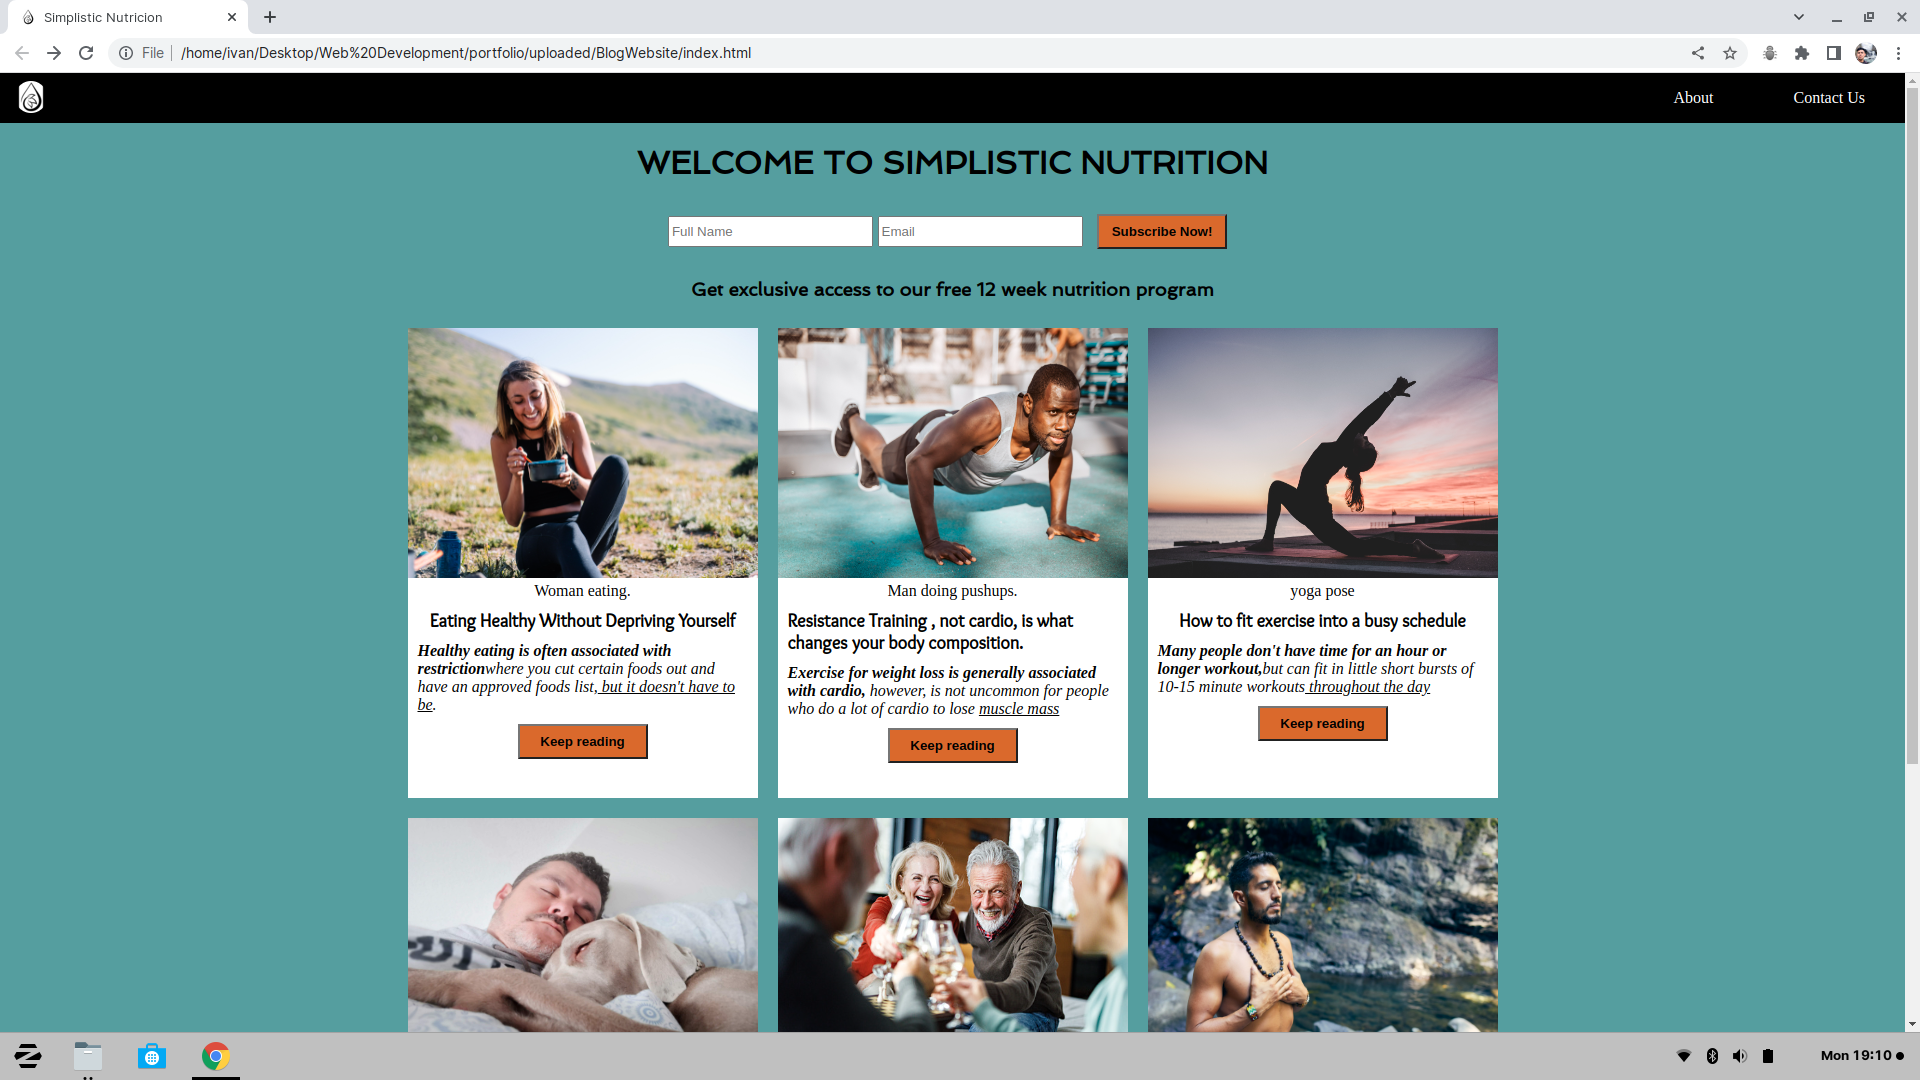 Simplistic Nutricion
File
/home/ivan/Desktop/Web%20Development/portfolio/uploaded/BlogWebsite/index.html
About
Contact Us
WELCOME TO SIMPLISTIC NUTRITION
Full Name
Email
Subscribe Now!
Get exclusive access to our free 12 week nutrition program
Woman eating.
Eating Healthy Without Depriving Yourself
Healthy eating is often associated with
restrictionwhere you cut certain foods out and
have an approved foods list, but it doesn't have to
be.
Keep reading
Man doing pushups.
Resistance Training , not cardio, is what
changes your body composition.
Exercise for weight loss is generally associated
with cardio, however, is not uncommon for people
who do a lot of cardio to lose muscle mass
Keep reading
yoga pose
How to fit exercise into a busy schedule
Many people don't have time for an hour or
longer workout,but can fit in little short bursts of
10-15 minute workouts throughout the day
Keep reading
Mon 19:10